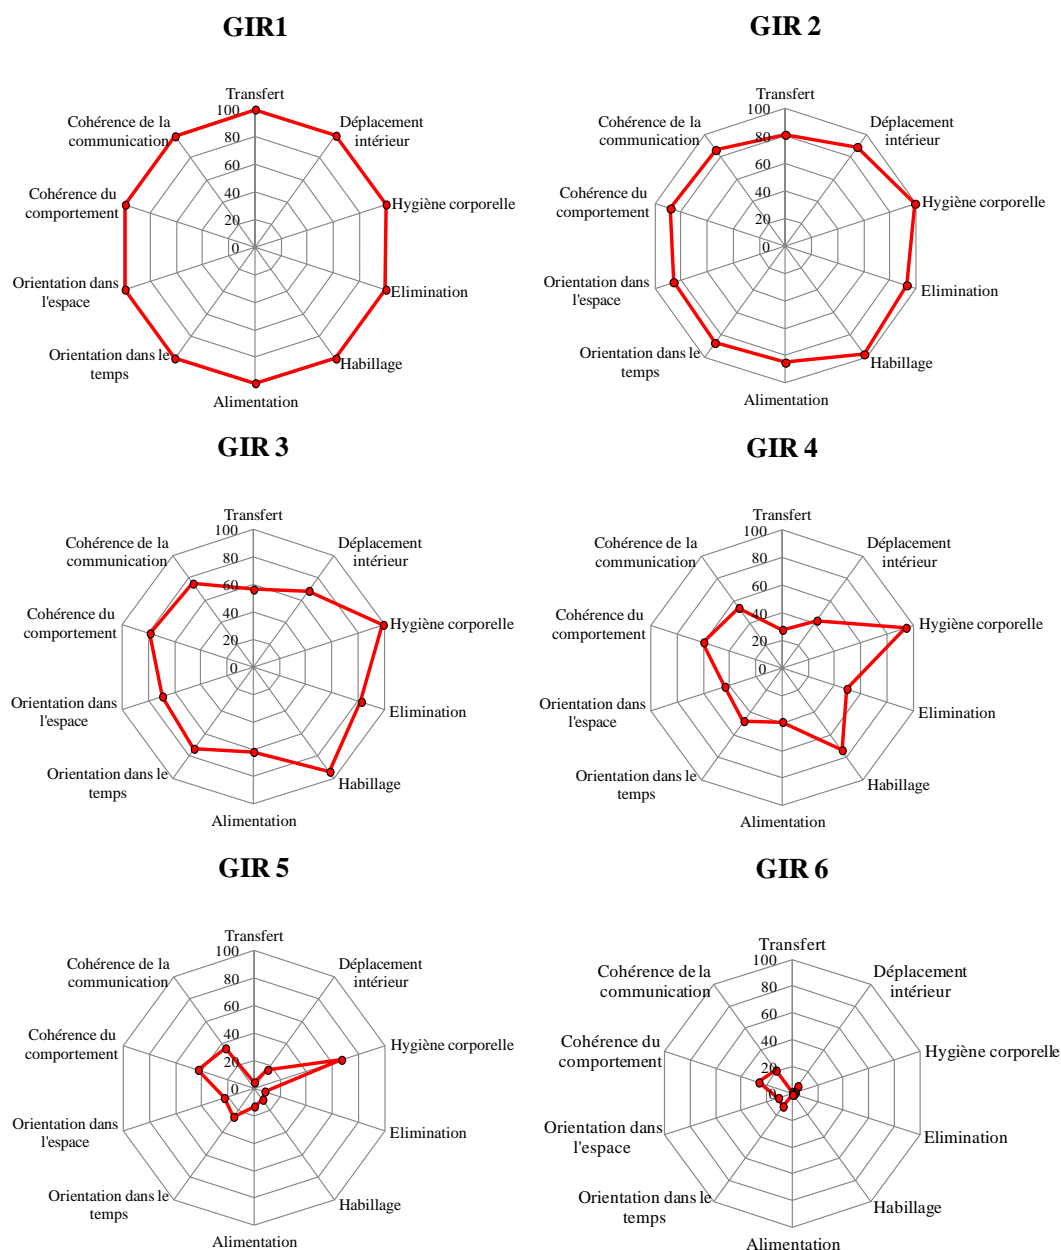 GIR1
Transfert
Déplacement
intérieur
Hygiène corporelle
Elimination
Habillage
Alimentation
Orientation dans le
temps
Orientation dans
l'espace
Cohérence du
comportement
Cohérence de la
communication
100
80
60
40
20
0
GIR 2
Transfert
Déplacement
intérieur
Hygiène corporelle
Elimination
Habillage
Alimentation
Orientation dans le
temps
Orientation dans
l'espace
Cohérence du
comportement
Cohérence de la
communication
100
80
60
40
20
0
GIR 3
Transfert
Déplacement
intérieur
Hygiène corporelle
Elimination
Habillage
Alimentation
Orientation dans le
temps
Orientation dans
l'espace
Cohérence du
comportement
Cohérence de la
communication
100
80
60
40
20
0
GIR 4
Transfert
Déplacement
intérieur
Hygiène corporelle
Elimination
Habillage
Alimentation
Orientation dans le
temps
Orientation dans
l'espace
Cohérence du
comportement
Cohérence de la
communication
100
80
60
40
20
0
GIR 5
Transfert
Déplacement
intérieur
Hygiène corporelle
Elimination
Habillage
Alimentation
Orientation dans le
temps
Orientation dans
l'espace
Cohérence du
comportement
Cohérence de la
communication
100
80
60
40
20
0
GIR 6
Transfert
Déplacement
intérieur
Hygiène corporelle
Elimination
Habillage
Alimentation
Orientation dans le
temps
Orientation dans
l'espace
Cohérence du
comportement
Cohérence de la
communication
100
80
60
40
20
0